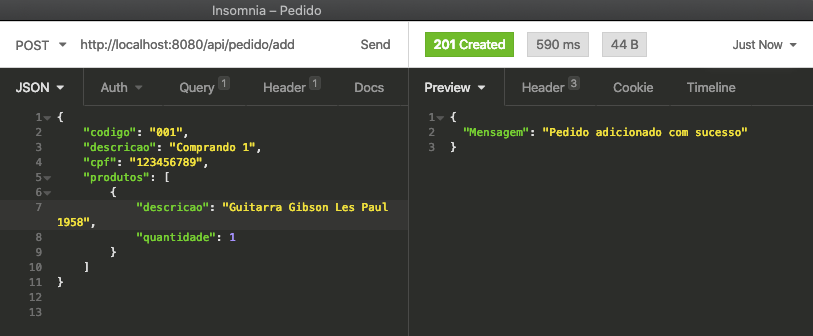 Insomnia – Pedido
POST http://localhost:8080/api/pedido/add Send
201 Created 590 ms 44 B Just Now
JSON Auth Query 1 Header 1 Docs
Preview Header 3 Cookie Timeline
1 {
2 "codigo": "001",
3 "descricao": "Comprando 1",
4 "cpf": "123456789",
5 "produtos": [
6 {
7 "descricao": "Guitarra Gibson Les Paul
1958",
8 "quantidade": 1
9 }
10 ]
11 }
12
13
1 {
2 "Mensagem": "Pedido adicionado com sucesso"
3 }